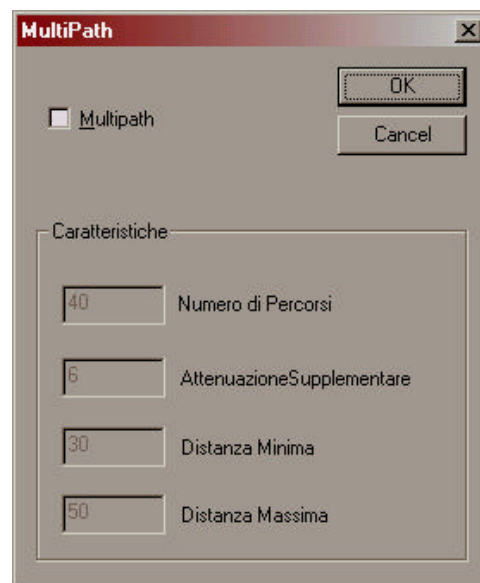 MultiPath
OK
Multipath
Cancel
Caratteristiche
40 Numero di Percorsi
6 AttenuazioneSupplementare
30 Distanza Minima
50 Distanza Massima